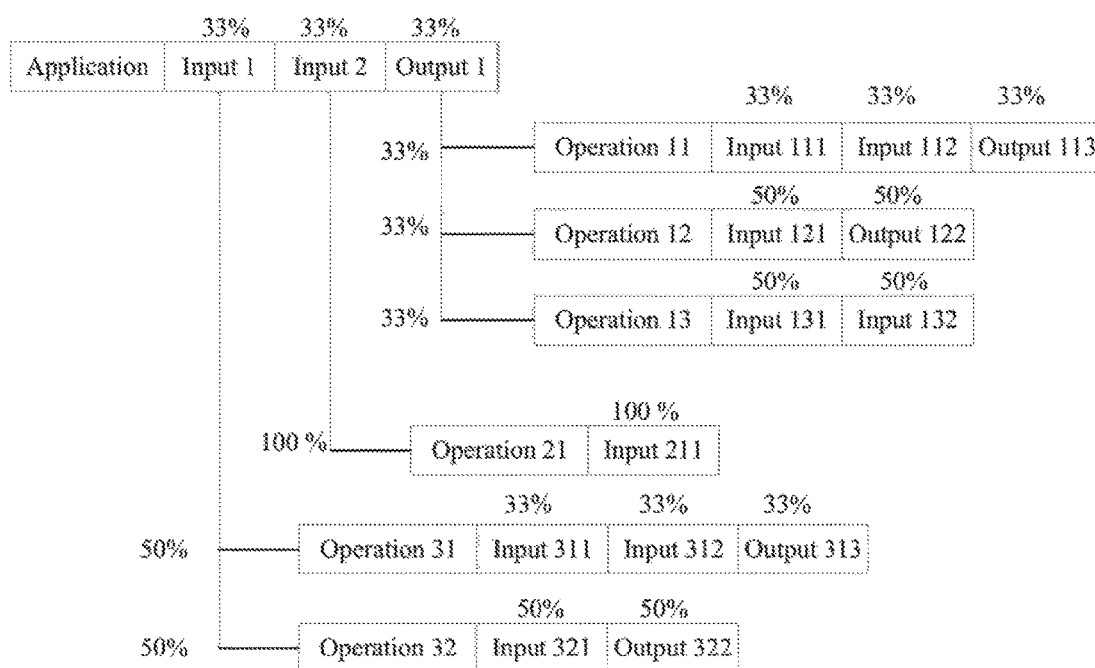 33% 33% 33%
Application Input 1 Input 2 Output 1
33% 33% 33%
33% Operation 11 Input 111 Input 112 Output 113
50% 50%
33% Operation 12 Input 121 Output 122
50% 50%
33% Operation 13 Input 131 Input 132
100 %
100 % Operation 21 Input 211
33% 33% 33%
50% Operation 31 Input 311 Input 312 Output 313
50% 50%
50% Operation 32 Input 321 Output 322